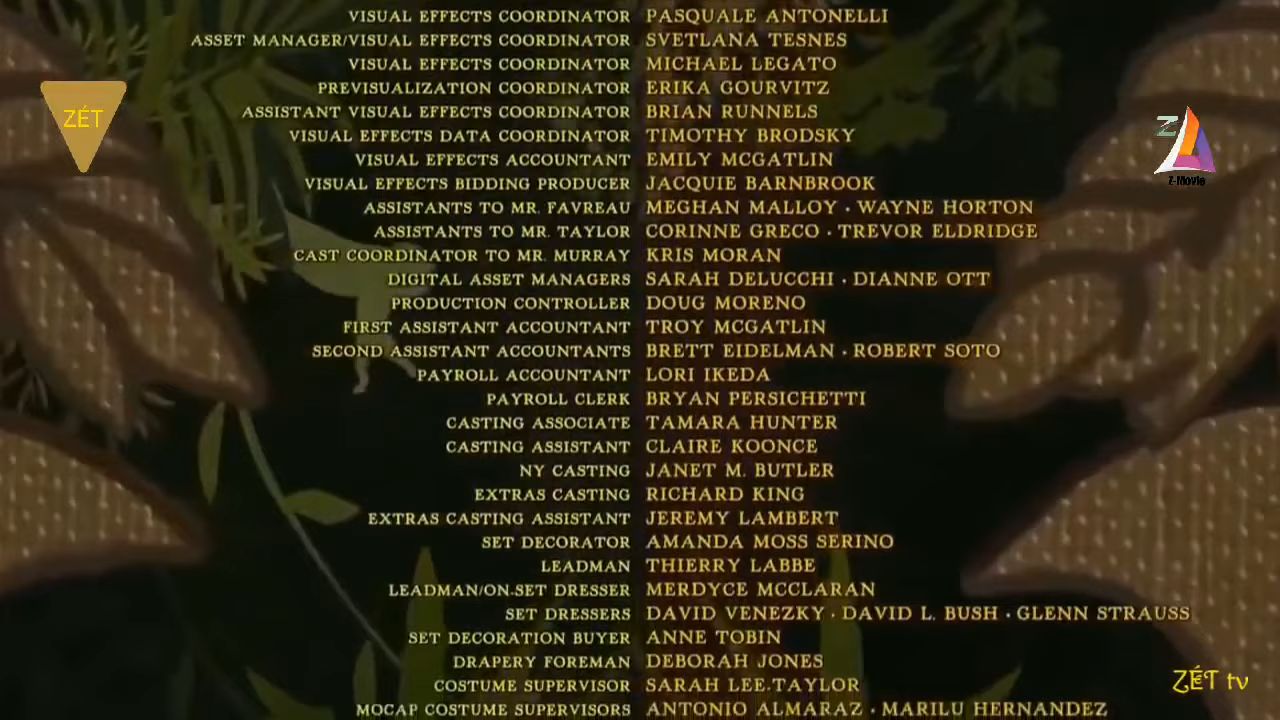 VISUAL EFFECTS COORDINATOR PASQUALE ANTONELLI
ASSET MANAGER/VISUAL EFFECTS COORDINATOR SVETLANA TESNES
VISUAL EFFECTS COORDINATOR MICHAEL LEGATO
PREVISUALIZATION COORDINATOR ERIKA GOURVITZ
ASSISTANT VISUAL EFFECTS COORDINATOR BRIAN RUNNELS
ZÉT
VISUAL EFFECTS DATA COORDINATOR TIMOTHY BRODSKY
Z
VISUAL EFFECTS ACCOUNTANT EMILY MCGATLIN
VISUAL EFFECTS BIDDING PRODUCER JACQUIE BARNBROOK
Z-Movie
ASSISTANTS TO MR. FAVREAU MEGHAN MALLOY · WAYNE HORTON
ASSISTANTS TO MR. TAYLOR CORINNE GRECO · TREVOR ELDRIDGE
CAST COORDINATOR TO MR. MURRAY KRIS MORAN
DIGITAL ASSET MANAGERS SARAH DELUCCHI · DIANNE OTT
PRODUCTION CONTROLLER DOUG MORENO
FIRST ASSISTANT ACCOUNTANT TROY MCGATLIN
SECOND ASSISTANT ACCOUNTANTS BRETT EIDELMAN · ROBERT SOTO
PAYROLL ACCOUNTANT LORI IKEDA
PAYROLL CLERK BRYAN PERSICHETTI
CASTING ASSOCIATE TAMARA HUNTER
CASTING ASSISTANT CLAIRE KOONCE
NY CASTING JANET M. BUTLER
EXTRAS CASTING RICHARD KING
EXTRAS CASTING ASSISTANT JEREMY LAMBERT
SET DECORATOR AMANDA MOSS SERINO
LEADMAN THIERRY LABBE
LEADMAN/ON-SET DRESSER MERDYCE MCCLARAN
SET DRESSERS DAVID VENEZKY · DAVID L. BUSH · GLENN STRAUSS
SET DECORATION BUYER ANNE TOBIN
DRAPERY FOREMAN DEBORAH JONES
COSTUME SUPERVISOR SARAH LEE-TAYLOR
ZÉT tv
MOCAP COSTUME SUPERVISORS ANTONIO ALMARAZ · MARILU HERNANDEZ